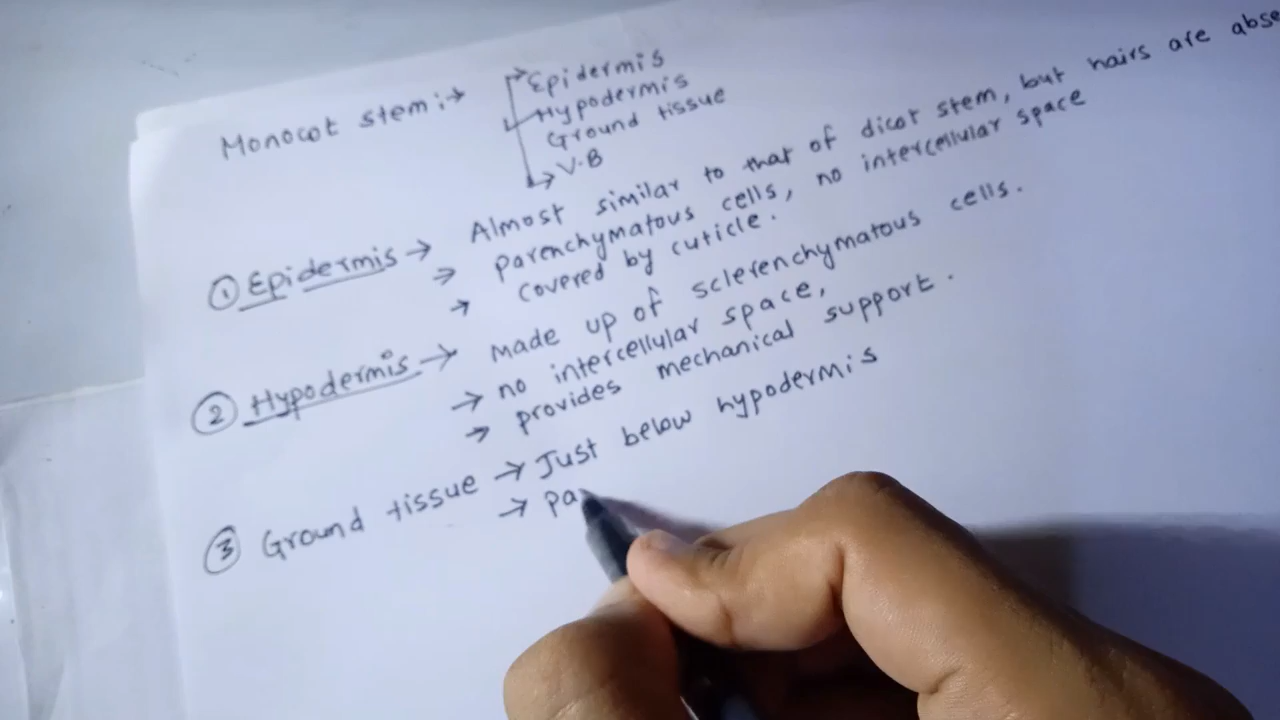 Monocot stem :→ Epidermis
Hypodermis
Ground tissue
→ V.B
① Epidermis → Almost similar to that of dicot stem, but hairs are abse
→ parenchymatous cells, no intercellular space
→ covered by cuticle.
② Hypodermis → made up of sclerenchymatous cells.
→ no intercellular space,
→ provides mechanical support.
③ Ground tissue → Just below hypodermis
→ pa